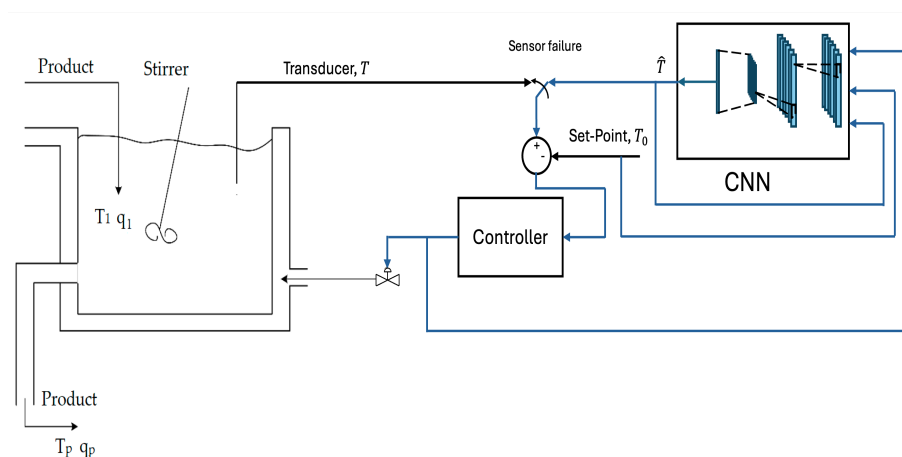 Sensor failure
Product
Stirrer
Transducer, T
T̂
Set-Point, T₀
+
-
CNN
T₁ q₁
Controller
Product
Tₚ qₚ